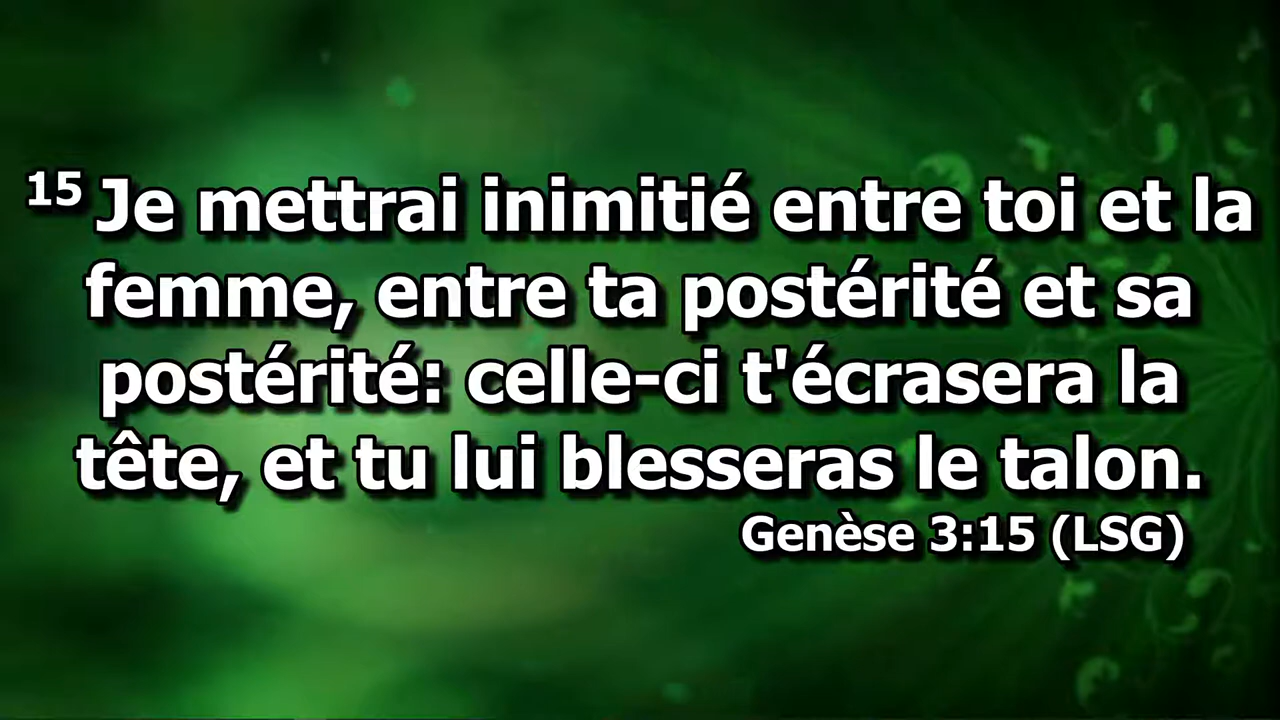 15 Je mettrai inimitié entre toi et la
femme, entre ta postérité et sa
postérité: celle-ci t'écrasera la
tête, et tu lui blesseras le talon.
Genèse 3:15 (LSG)